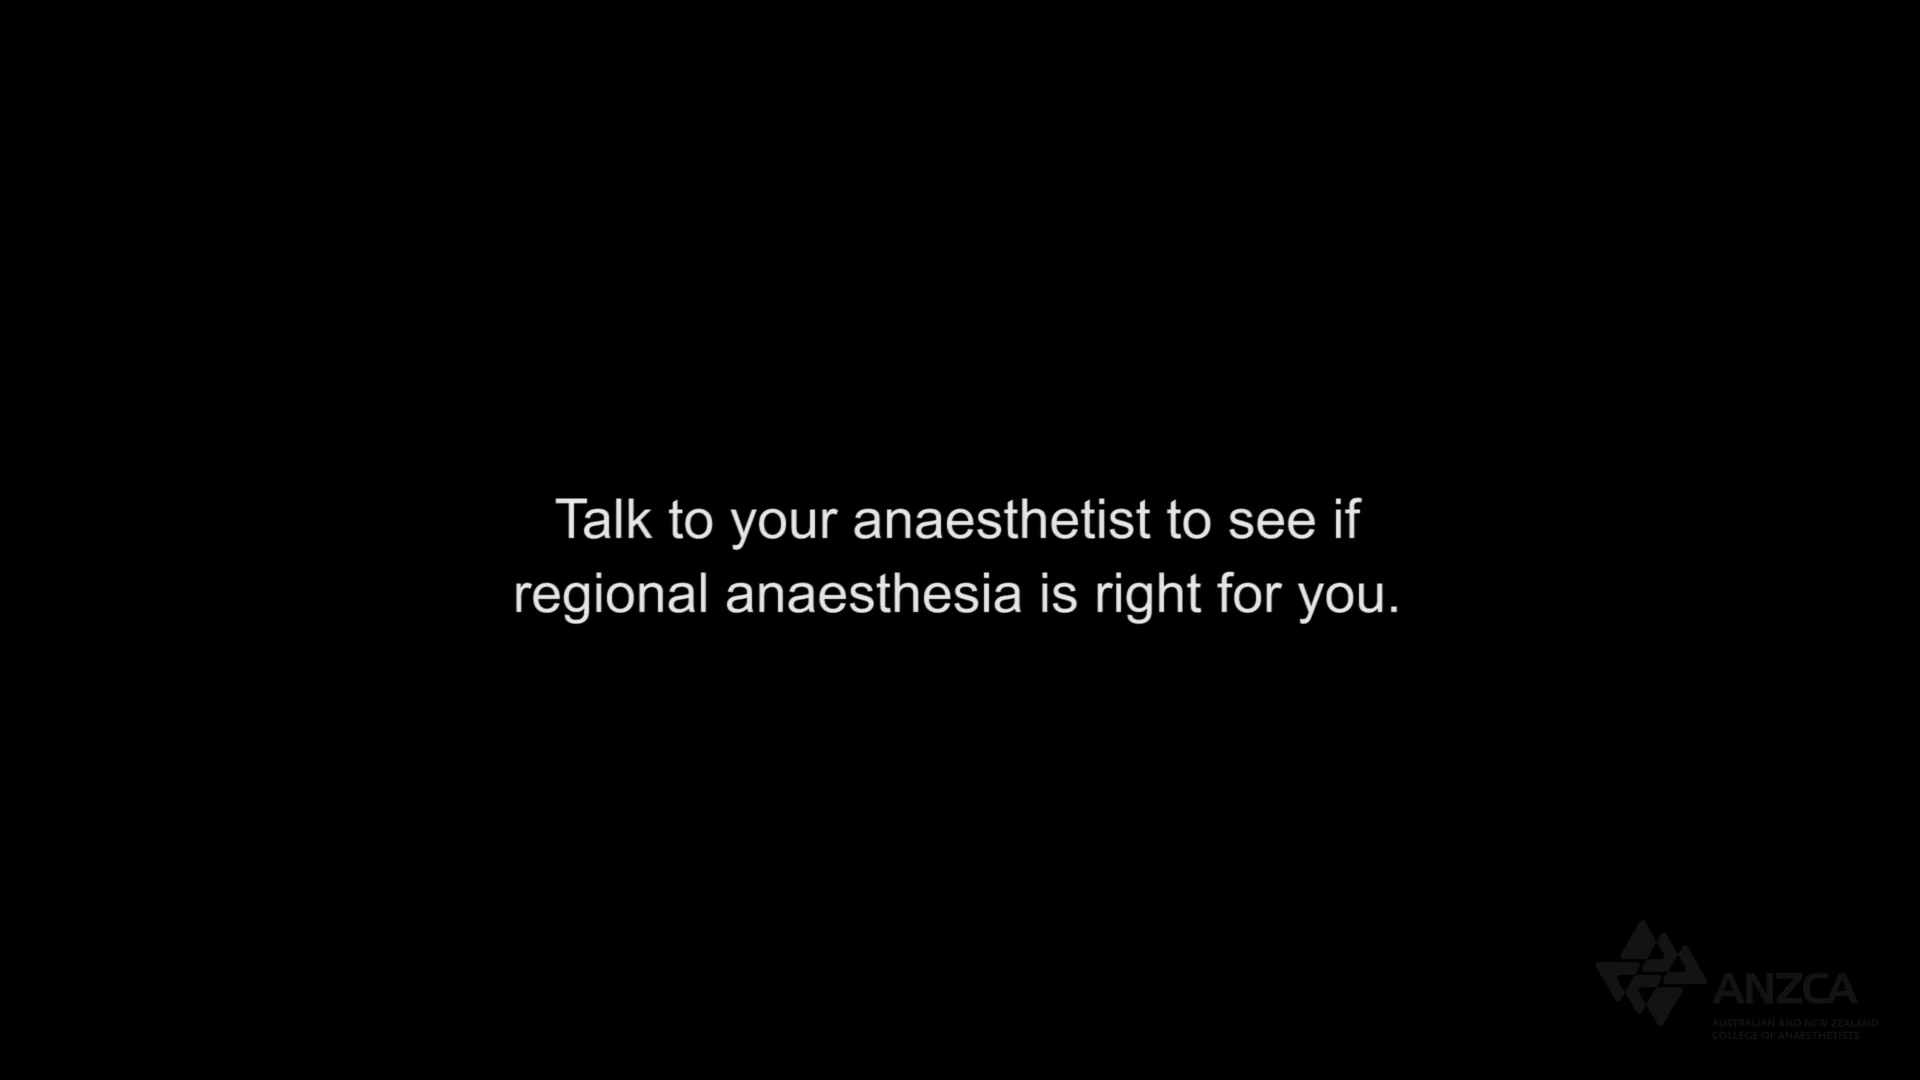 Talk to your anaesthetist to see if
regional anaesthesia is right for you.
ANZCA
AUSTRALIAN AND NEW ZEALAND
COLLEGE OF ANAESTHETISTS